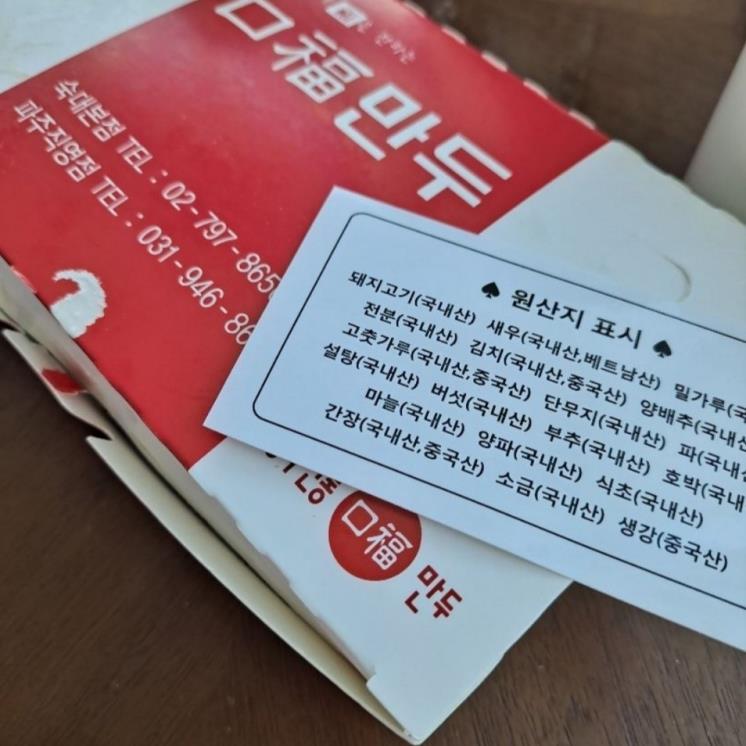 口福만두
숙대본점 TEL : 02-797-865
파주직영점 TEL : 031-946-86
♠ 원산지 표시 ♠
돼지고기(국내산) 새우(국내산,베트남산) 밀가루(국
전분(국내산) 김치(국내산,중국산) 양배추(국내산
고춧가루(국내산,중국산) 단무지(국내산) 파(국내산
설탕(국내산) 버섯(국내산) 부추(국내산) 호박(국내
마늘(국내산) 양파(국내산) 식초(국내산)
간장(국내산,중국산) 소금(국내산) 생강(중국산)
口福 만두